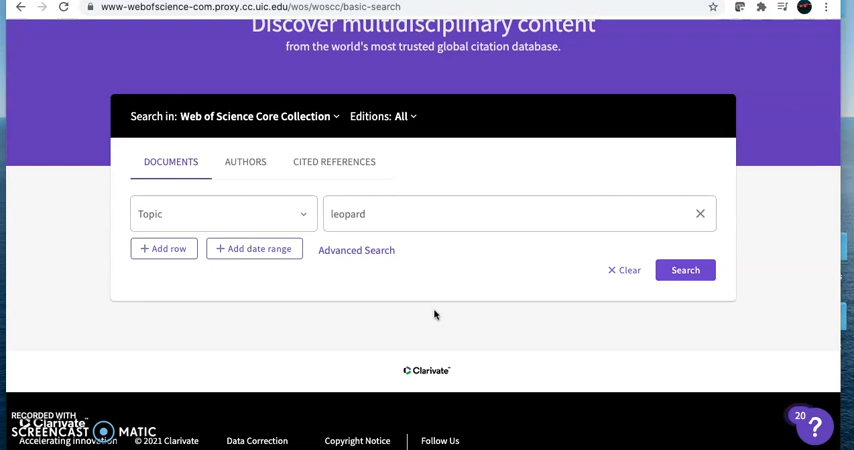 www-webofscience-com.proxy.cc.uic.edu/wos/woscc/basic-search
Discover multidisciplinary content
from the world's most trusted global citation database.
Search in: Web of Science Core Collection Editions: All
DOCUMENTS AUTHORS CITED REFERENCES
Topic leopard
+ Add row + Add date range Advanced Search
Clear Search
Clarivate™
20
?
RECORDED WITH
Clarivate™
SCREENCAST MATIC
Accelerating innovation © 2021 Clarivate Data Correction Copyright Notice Follow Us